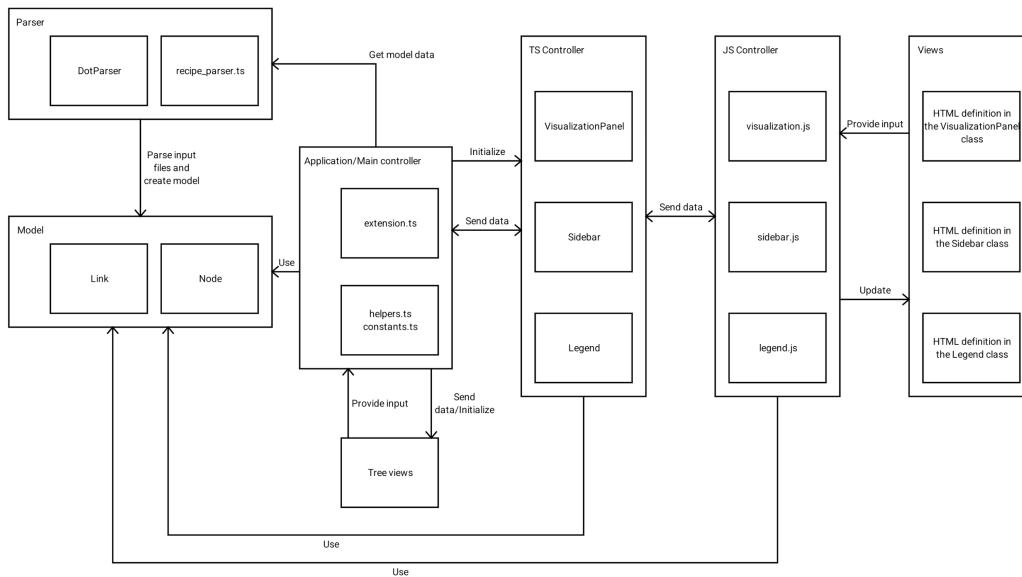 Parser
DotParser
recipe_parser.ts
Get model data
Parse input
files and
create model
Model
Link
Node
Use
Application/Main controller
extension.ts
helpers.ts
constants.ts
Initialize
Send data
Provide input
Send
data/Initialize
Tree views
TS Controller
VisualizationPanel
Sidebar
Legend
Send data
JS Controller
visualization.js
sidebar.js
legend.js
Provide input
Update
Views
HTML definition in
the VisualizationPanel
class
HTML definition in
the Sidebar class
HTML definition in
the Legend class
Use
Use